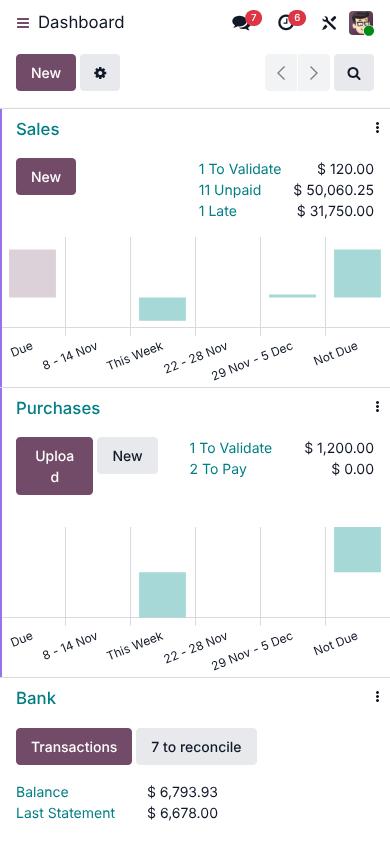 Dashboard
7
6
New
Sales
New
1 To Validate $ 120.00
11 Unpaid $ 50,060.25
1 Late $ 31,750.00
Due
8 - 14 Nov
This Week
22 - 28 Nov
29 Nov - 5 Dec
Not Due
Purchases
Uploa
d
New
1 To Validate $ 1,200.00
2 To Pay $ 0.00
Due
8 - 14 Nov
This Week
22 - 28 Nov
29 Nov - 5 Dec
Not Due
Bank
Transactions
7 to reconcile
Balance $ 6,793.93
Last Statement $ 6,678.00